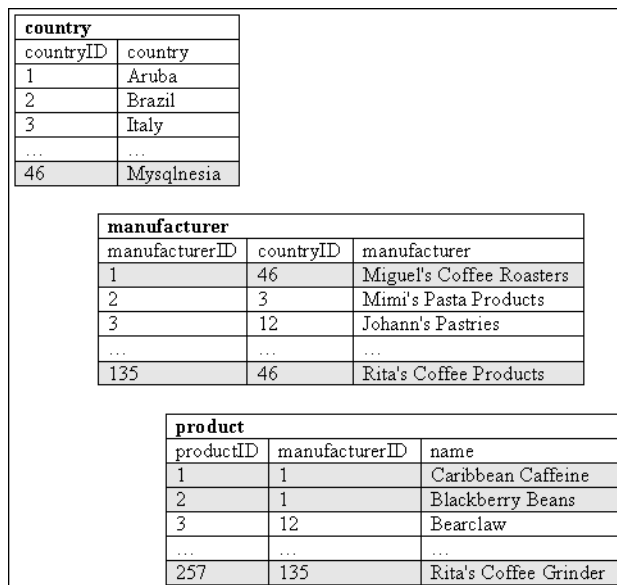 country
countryID country
1 Aruba
2 Brazil
3 Italy
... ...
46 Mysqlnesia
manufacturer
manufacturerID countryID manufacturer
1 46 Miguel's Coffee Roasters
2 3 Mimi's Pasta Products
3 12 Johann's Pastries
... ... ...
135 46 Rita's Coffee Products
product
productID manufacturerID name
1 1 Caribbean Caffeine
2 1 Blackberry Beans
3 12 Bearclaw
... ... ...
257 135 Rita's Coffee Grinder